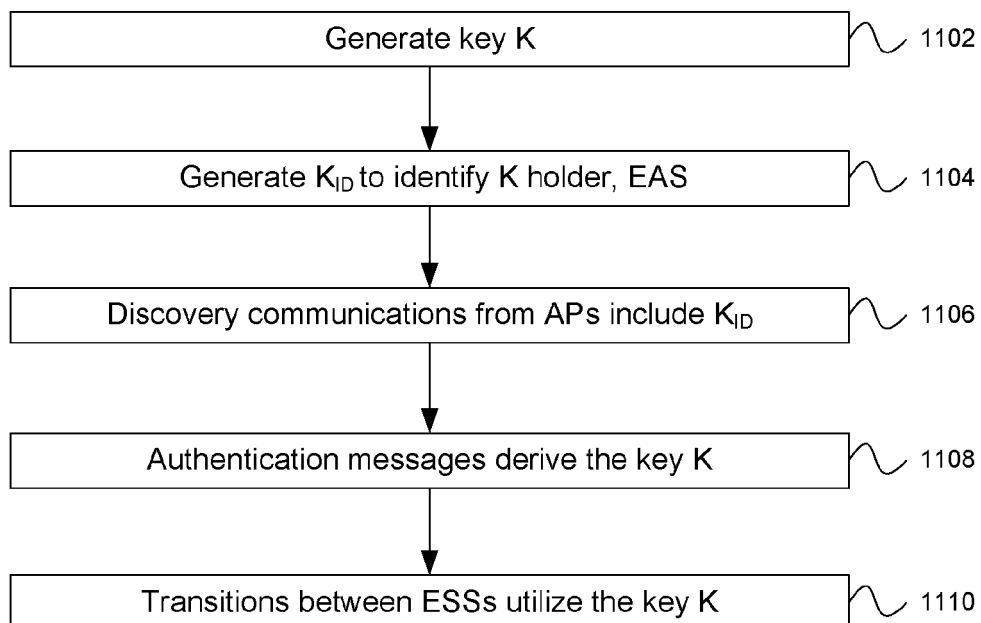 Generate key K 1102
Generate K_ID to identify K holder, EAS 1104
Discovery communications from APs include K_ID 1106
Authentication messages derive the key K 1108
Transitions between ESSs utilize the key K 1110